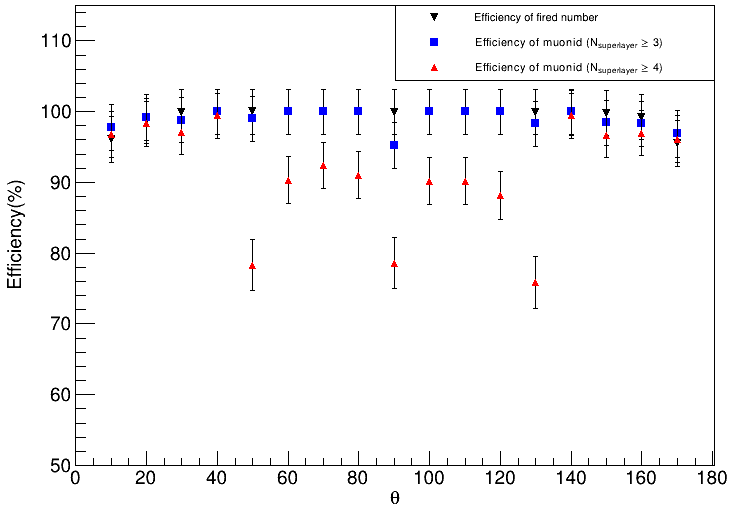 Efficiency of fired number
Efficiency of muonid (Nsuperlayer ≥ 3)
Efficiency of muonid (Nsuperlayer ≥ 4)
110
100
90
80
70
60
50
Efficiency(%)
0 20 40 60 80 100 120 140 160 180
θ